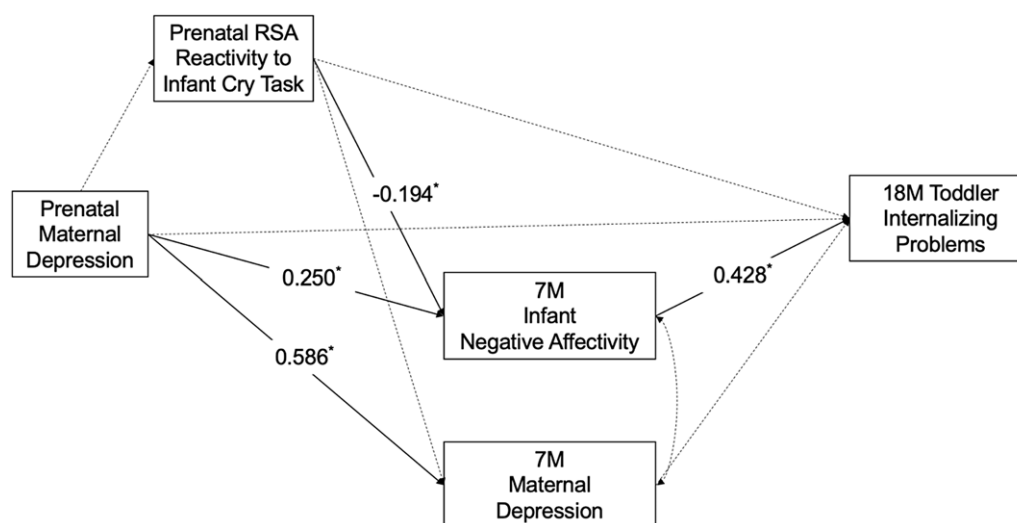 Prenatal RSA
Reactivity to
Infant Cry Task
Prenatal
Maternal
Depression
18M Toddler
Internalizing
Problems
-0.194*
0.250*
0.428*
7M
Infant
Negative Affectivity
0.586*
7M
Maternal
Depression